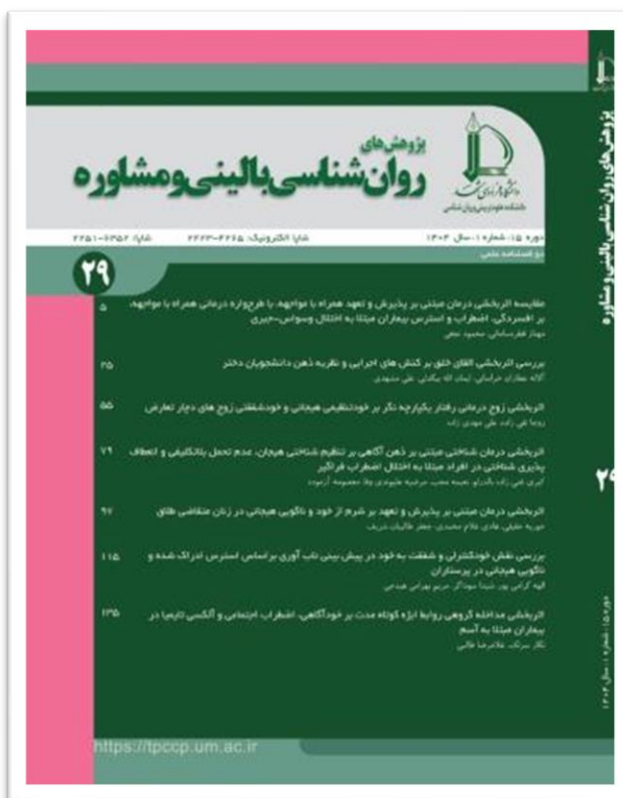 پژوهش‌های
روان‌شناسی بالینی و مشاوره
دانشکده علوم تربیتی و روان شناسی
دوره ۱۵، شماره ۱، سال ۱۴۰۴
شاپا الکترونیک: ۴۲۶۵-۲۴۲۳
شاپا: ۶۳۵۲-۲۲۵۱
دو فصلنامه علمی
۲۹
مقایسه اثربخشی درمان مبتنی بر پذیرش و تعهد همراه با مواجهه، با طرحواره درمانی همراه با مواجهه،
بر افسردگی، اضطراب و استرس بیماران مبتلا به اختلال وسواس-جبری
۵
بررسی اثربخشی القای خلق بر کنش های اجرایی و نظریه ذهن دانشجویان دختر
۳۵
اثربخشی زوج درمانی رفتار یکپارچه نگر بر خودتنظیمی هیجانی و خودشفقتی زوج های دچار تعارض
۵۵
اثربخشی درمان شناختی مبتنی بر ذهن آگاهی بر تنظیم شناختی هیجان، عدم تحمل بلاتکلیفی و انعطاف
پذیری شناختی در افراد مبتلا به اختلال اضطراب فراگیر
۷۹
اثربخشی درمان مبتنی بر پذیرش و تعهد بر شرم از خود و ناگویی هیجانی در زنان متقاضی طلاق
۹۷
بررسی نقش خودکنترلی و شفقت به خود در پیش بینی تاب آوری براساس استرس ادراک شده و
ناگویی هیجانی در پرستاران
۱۱۵
اثربخشی مداخله گروهی روابط ابژه کوتاه مدت بر خودآگاهی، اضطراب اجتماعی و آلکسی تایمیا در
بیماران مبتلا به آسم
۱۳۵
https://tpccp.um.ac.ir
پژوهش‌های روان شناسی بالینی و مشاوره
۲۹
دوره ۱۵، شماره ۱، سال ۱۴۰۴